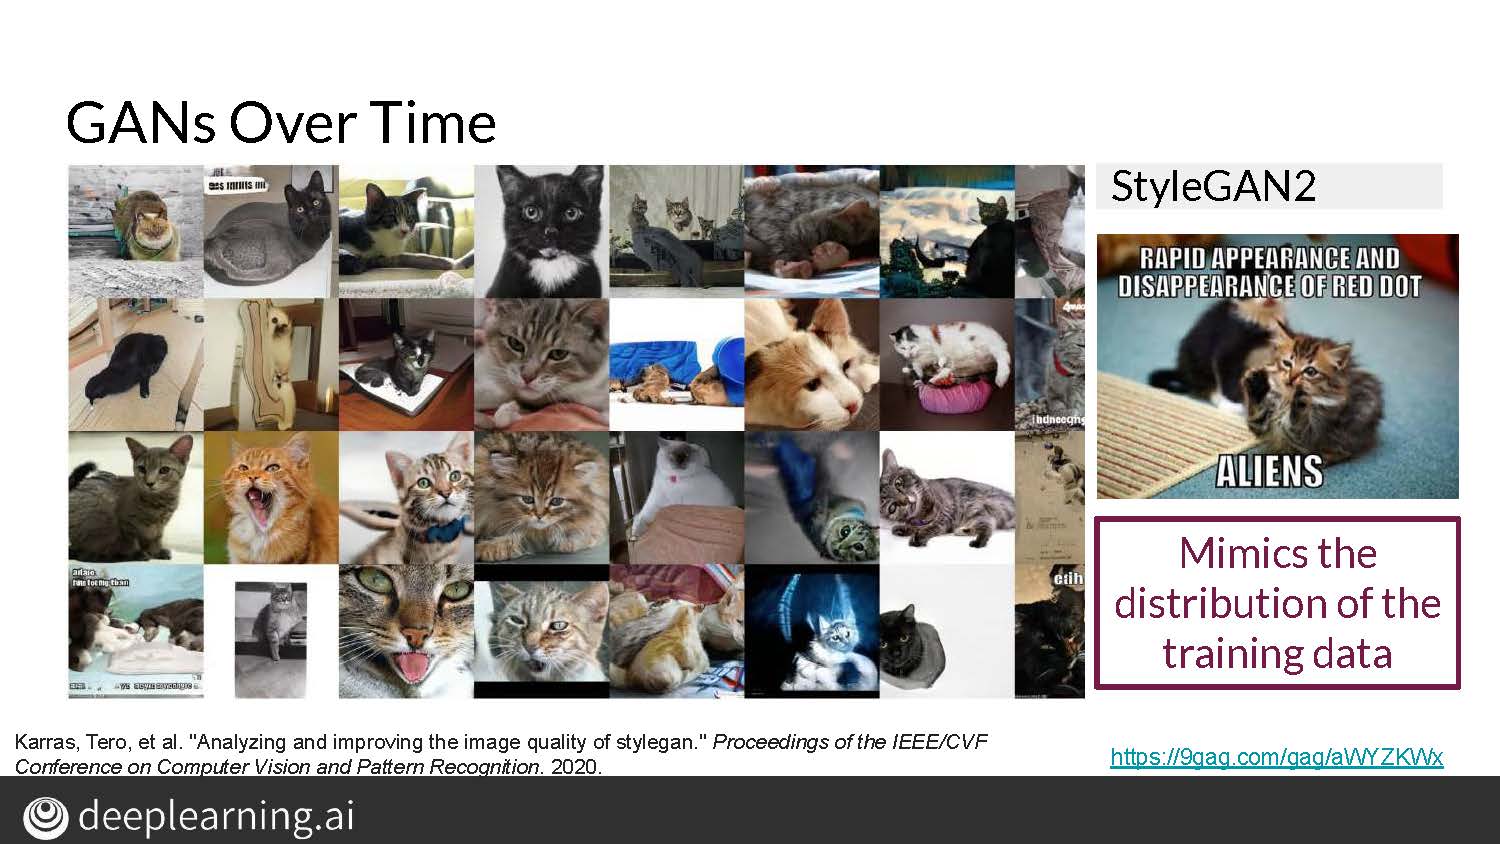 GANs Over Time
StyleGAN2
RAPID APPEARANCE AND
DISAPPEARANCE OF RED DOT
ALIENS
Mimics the
distribution of the
training data
Karras, Tero, et al. "Analyzing and improving the image quality of stylegan." Proceedings of the IEEE/CVF
Conference on Computer Vision and Pattern Recognition. 2020.
https://9gag.com/gag/aWYZKWx
deeplearning.ai